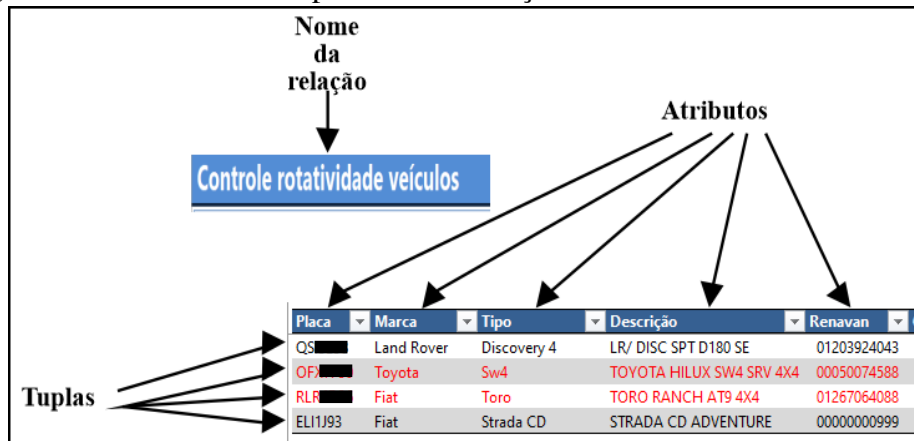 Nome
da
relação
Atributos
Controle rotatividade veículos
Placa Marca Tipo Descrição Renavan
QS Land Rover Discovery 4 LR/ DISC SPT D180 SE 01203924043
OFX Toyota Sw4 TOYOTA HILUX SW4 SRV 4X4 00050074588
Tuplas
RLR Fiat Toro TORO RANCH AT9 4X4 01267064088
ELI1J93 Fiat Strada CD STRADA CD ADVENTURE 00000000999